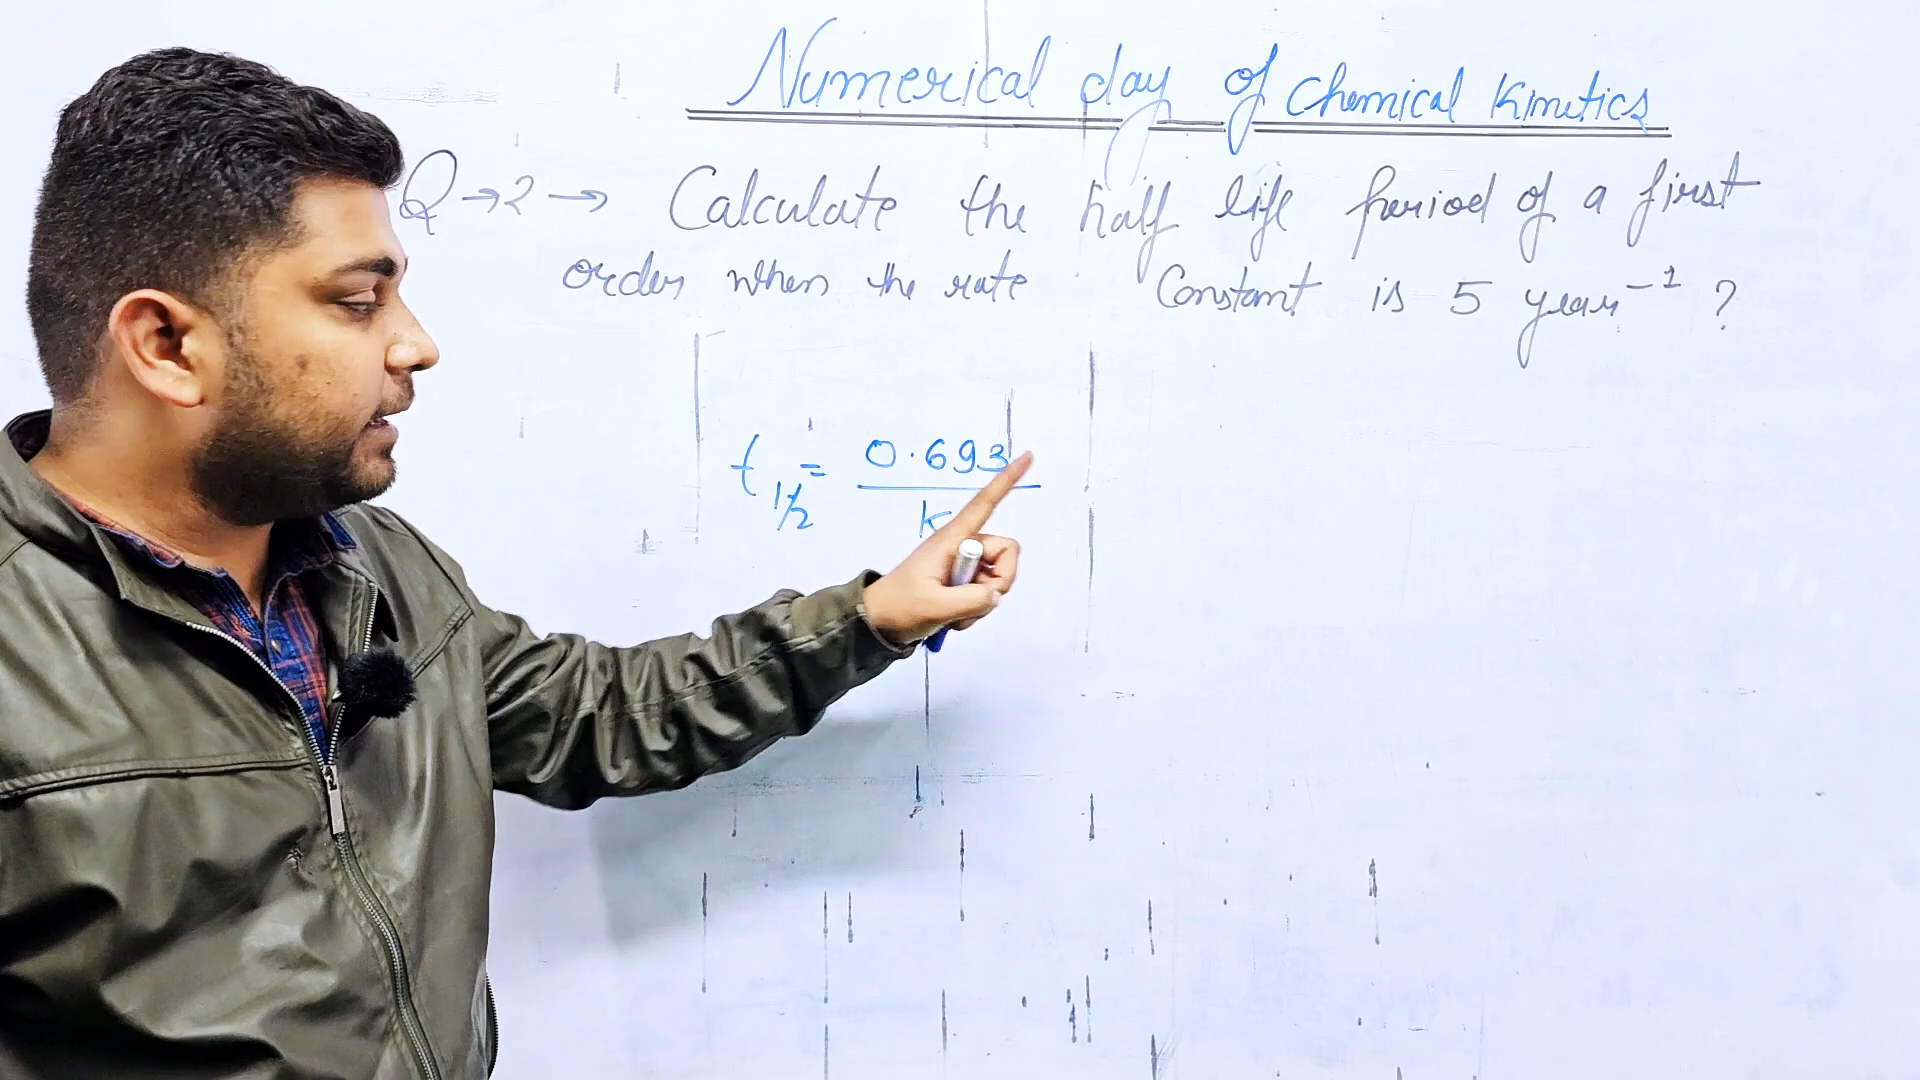 Numerical day of Chemical Kinetics
Q → 2 → Calculate the half life period of a first
order when the rate Constant is 5 year⁻¹ ?
t1/2 = 0.693
k